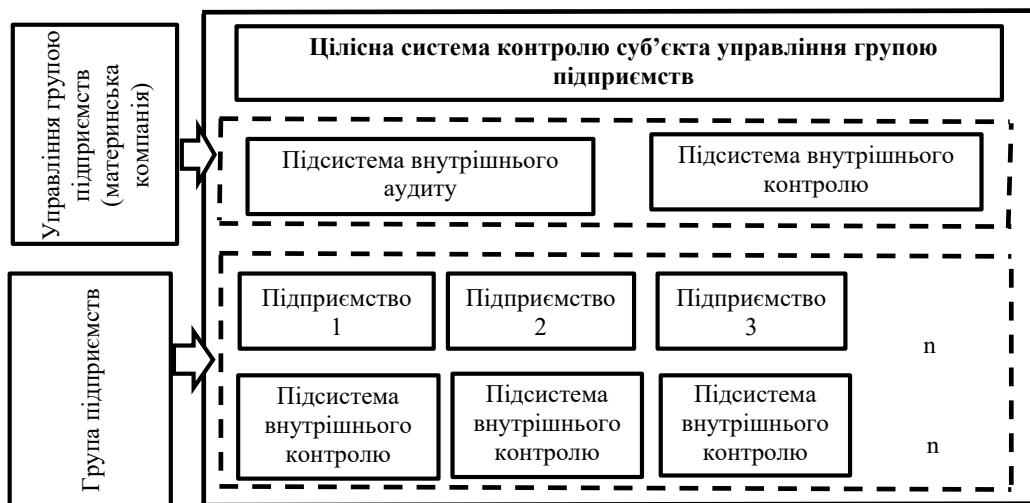 Управління групою
підприємств
(материнська
компанія)
Цілісна система контролю суб’єкта управління групою
підприємств
Підсистема внутрішнього
аудиту
Підсистема внутрішнього
контролю
Група підприємств
Підприємство
1
Підприємство
2
Підприємство
3
n
Підсистема
внутрішнього
контролю
Підсистема
внутрішнього
контролю
Підсистема
внутрішнього
контролю
n